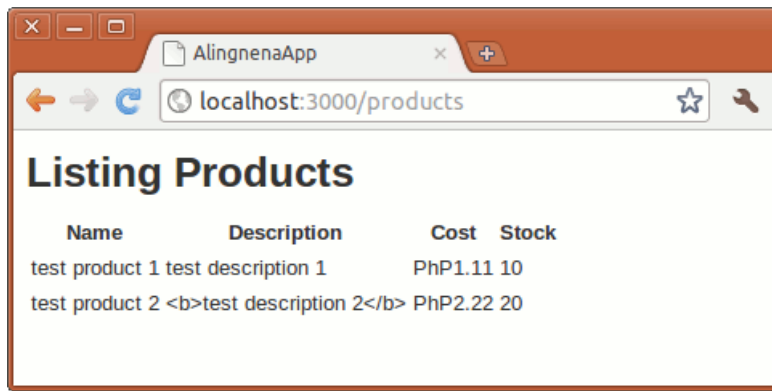 AlingnenaApp
localhost:3000/products
Listing Products
Name Description Cost Stock
test product 1 test description 1 PhP1.11 10
test product 2 <b>test description 2</b> PhP2.22 20